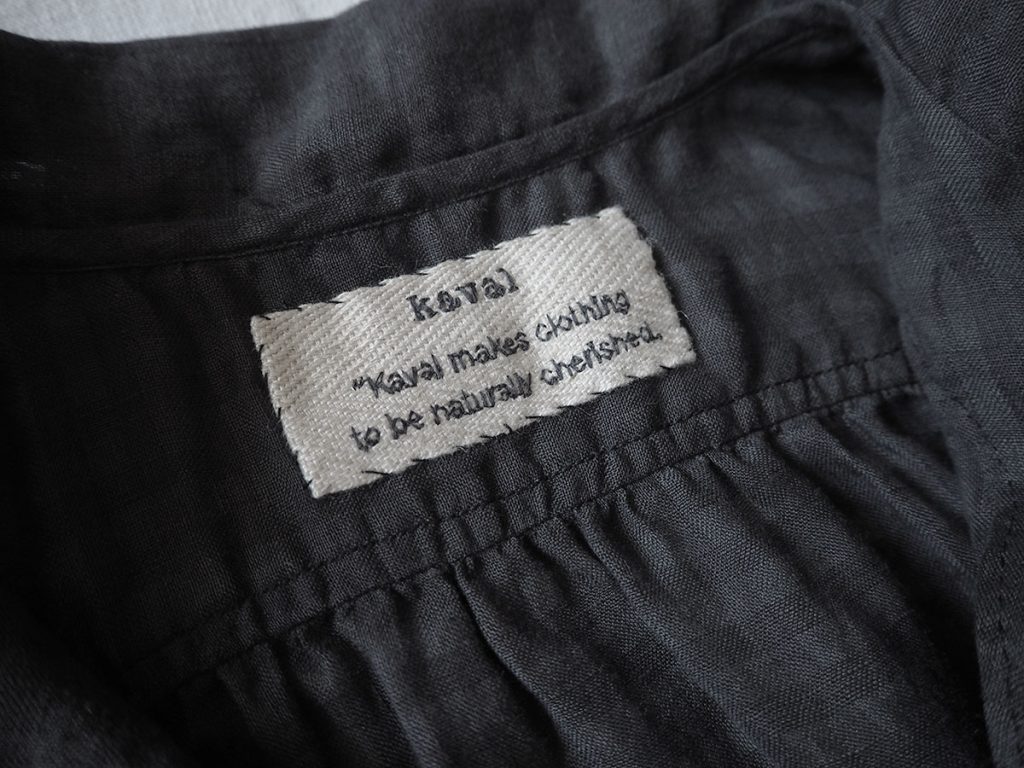 kaval
"Kaval makes clothing
to be naturally cherished.